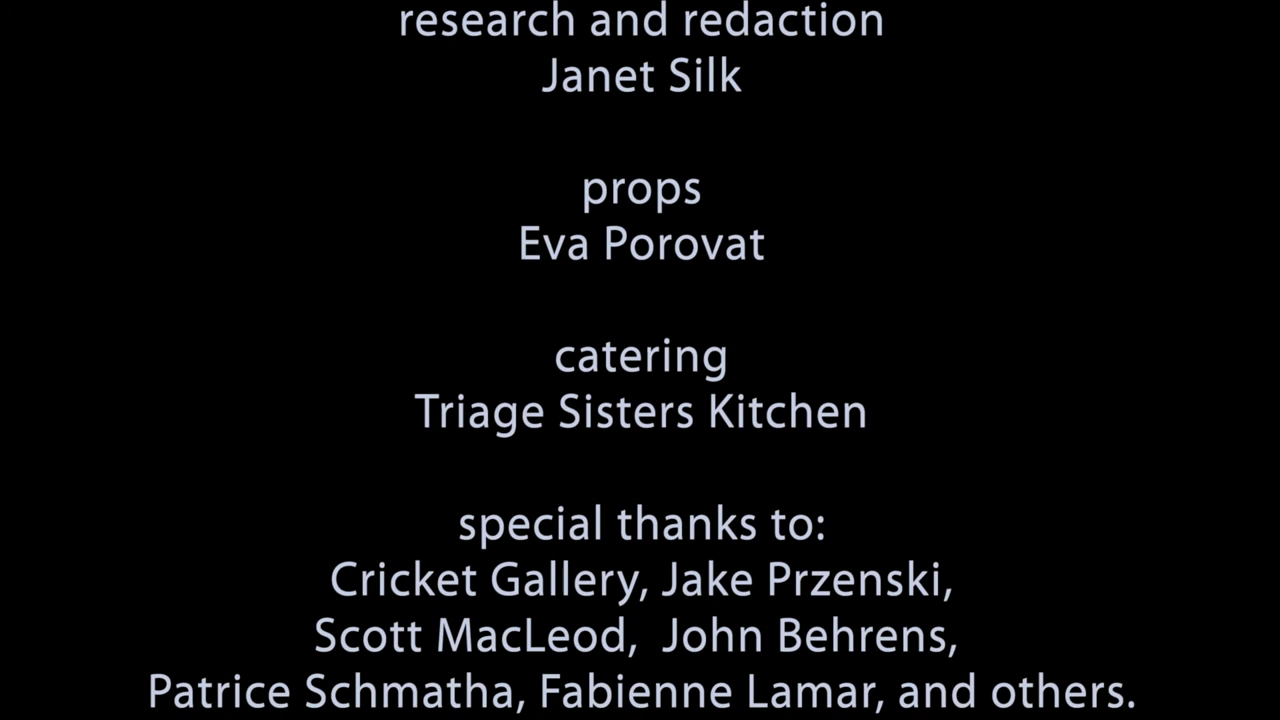 research and redaction
Janet Silk
props
Eva Porovat
catering
Triage Sisters Kitchen
special thanks to:
Cricket Gallery, Jake Przenski,
Scott MacLeod,  John Behrens,
Patrice Schmatha, Fabienne Lamar, and others.